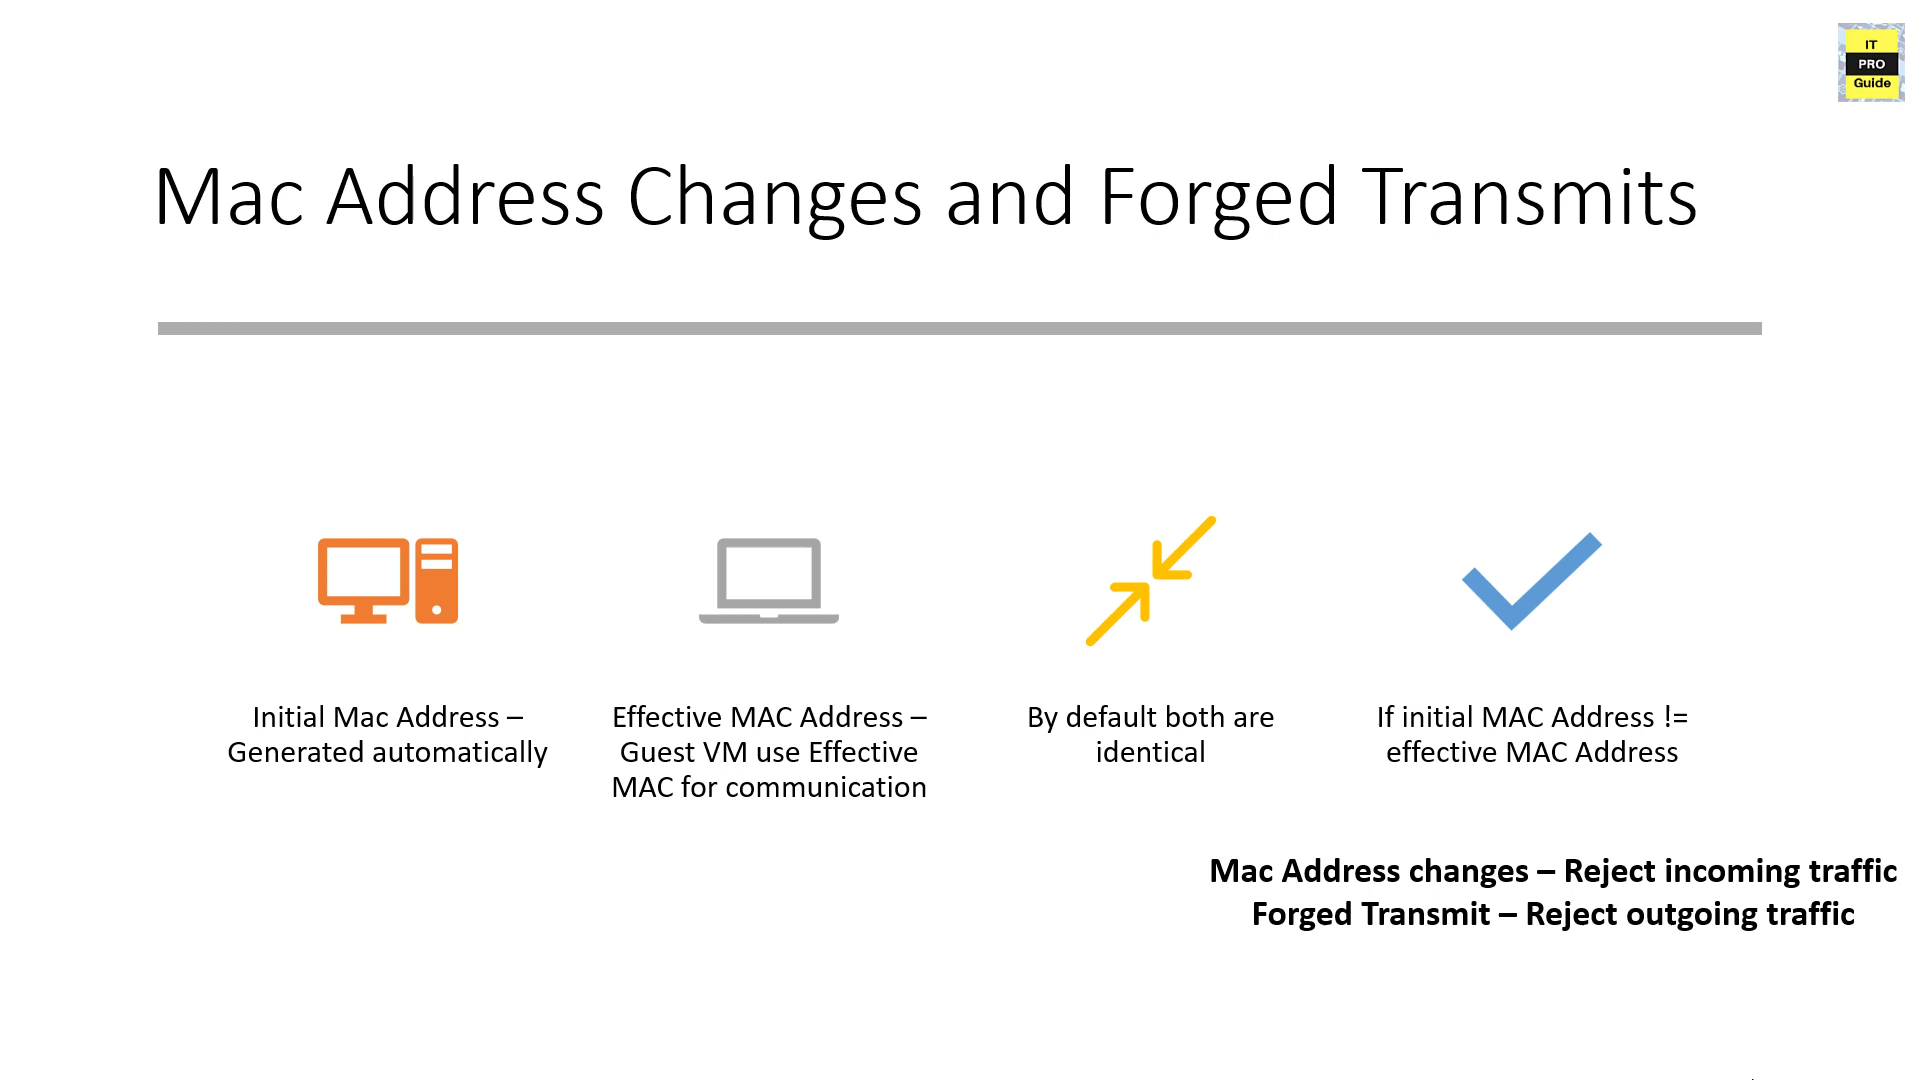 IT
PRO
Guide
Mac Address Changes and Forged Transmits
Initial Mac Address –
Generated automatically
Effective MAC Address –
Guest VM use Effective
MAC for communication
By default both are
identical
If initial MAC Address !=
effective MAC Address
Mac Address changes – Reject incoming traffic
Forged Transmit – Reject outgoing traffic